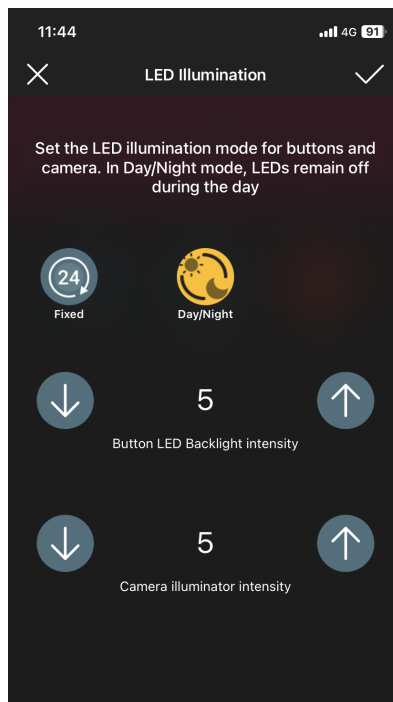 11:44
4G 91
LED Illumination
Set the LED illumination mode for buttons and
camera. In Day/Night mode, LEDs remain off
during the day
24
Fixed
Day/Night
5
Button LED Backlight intensity
5
Camera illuminator intensity